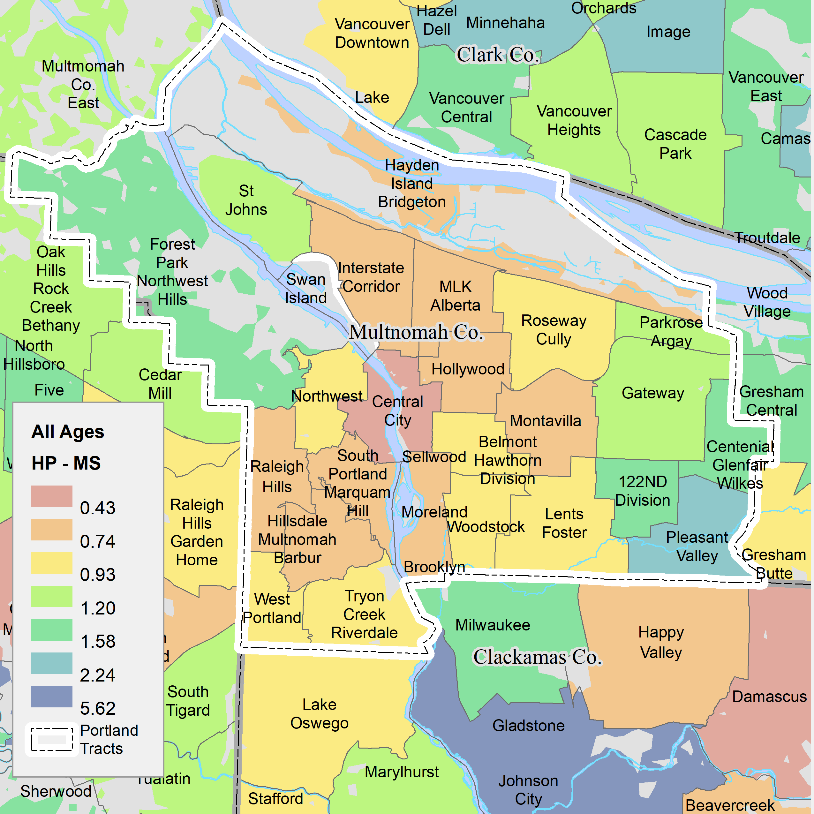 Hazel
Dell
Minnehaha
Orchards
Vancouver
Downtown
Image
Clark Co.
Multmomah
Co.
East
Lake
Vancouver
Central
Vancouver
Heights
Vancouver
East
Cascade
Park
Camas
Hayden
Island
Bridgeton
St
Johns
Troutdale
Forest
Park
Northwest
Hills
Oak
Hills
Rock
Creek
Bethany
Swan
Island
Interstate
Corridor
MLK
Alberta
Wood
Village
Multnomah Co.
Roseway
Cully
Parkrose
Argay
North
Hillsboro
Five
Cedar
Mill
Hollywood
Northwest
Central
City
Gateway
Gresham
Central
Montavilla
Belmont
Hawthorn
Division
Sellwood
Moreland
Brooklyn
South
Portland
Marquam
Hill
Raleigh
Hills
Centenial
Glenfair
Wilkes
122ND
Division
Raleigh
Hills
Garden
Home
Hillsdale
Multnomah
Barbur
Woodstock
Lents
Foster
Pleasant
Valley
Gresham
Butte
West
Portland
Tryon
Creek
Riverdale
Milwaukee
Happy
Valley
Clackamas Co.
Damascus
South
Tigard
Lake
Oswego
Gladstone
Johnson
City
Marylhurst
Tualatin
Sherwood
Stafford
Beavercreek
All Ages
HP - MS
0.43
0.74
0.93
1.20
1.58
2.24
5.62
Portland
Tracts